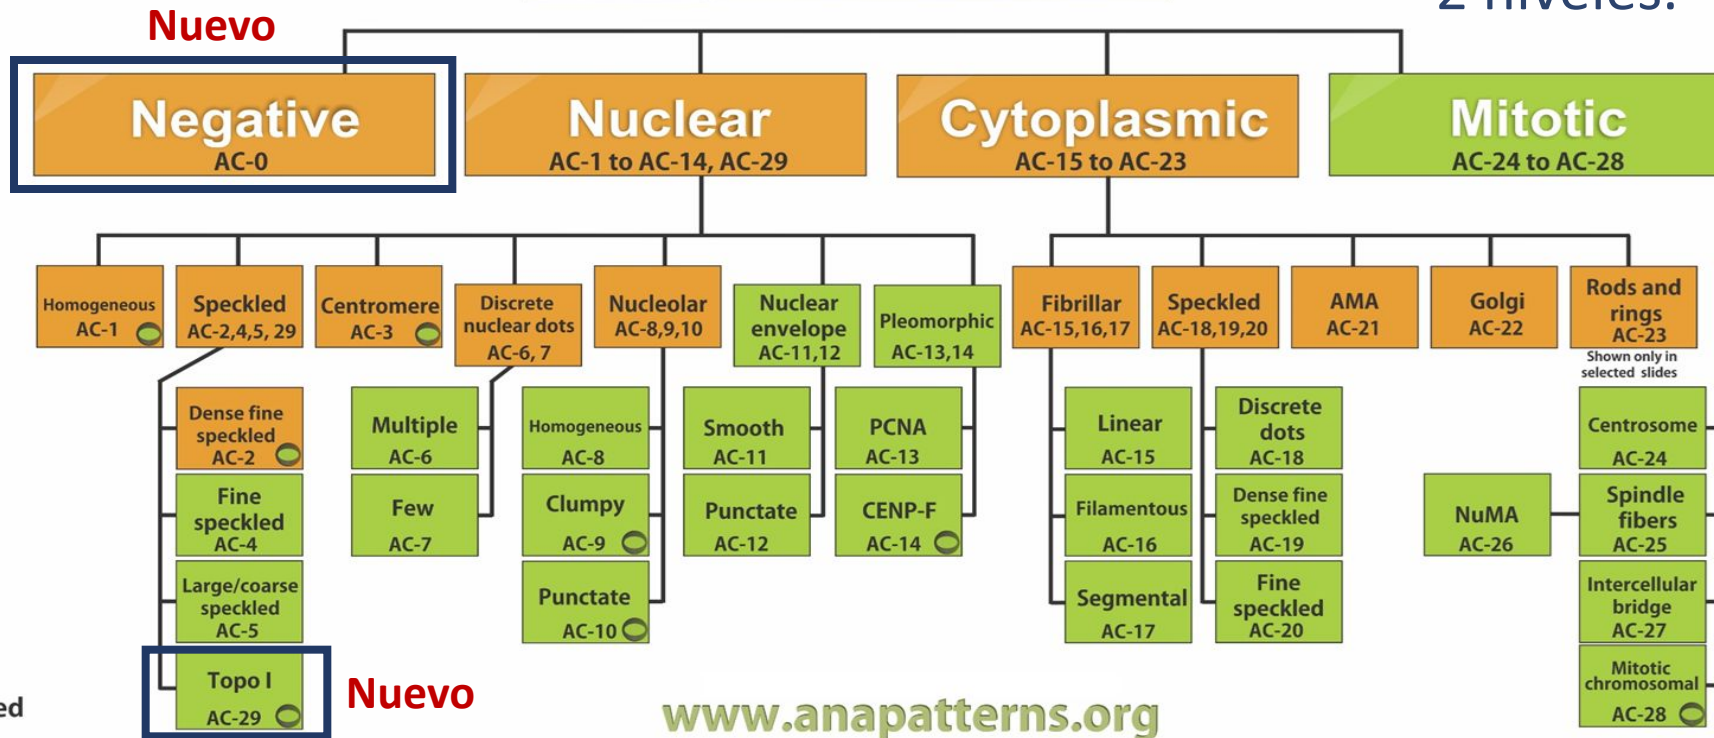 2 niveles:
Nuevo
Negative
AC-0
Nuclear
AC-1 to AC-14, AC-29
Cytoplasmic
AC-15 to AC-23
Mitotic
AC-24 to AC-28
Homogeneous
AC-1
Speckled
AC-2,4,5, 29
Centromere
AC-3
Discrete
nuclear dots
AC-6, 7
Nucleolar
AC-8,9,10
Nuclear
envelope
AC-11,12
Pleomorphic
AC-13,14
Fibrillar
AC-15,16,17
Speckled
AC-18,19,20
AMA
AC-21
Golgi
AC-22
Rods and
rings
AC-23
Shown only in
selected slides
Dense fine
speckled
AC-2
Fine
speckled
AC-4
Large/coarse
speckled
AC-5
Topo I
AC-29
Nuevo
Multiple
AC-6
Few
AC-7
Homogeneous
AC-8
Clumpy
AC-9
Punctate
AC-10
Smooth
AC-11
Punctate
AC-12
PCNA
AC-13
CENP-F
AC-14
Linear
AC-15
Filamentous
AC-16
Segmental
AC-17
Discrete
dots
AC-18
Dense fine
speckled
AC-19
Fine
speckled
AC-20
Centrosome
AC-24
NuMA
AC-26
Spindle
fibers
AC-25
Intercellular
bridge
AC-27
Mitotic
chromosomal
AC-28
ed
www.anapatterns.org